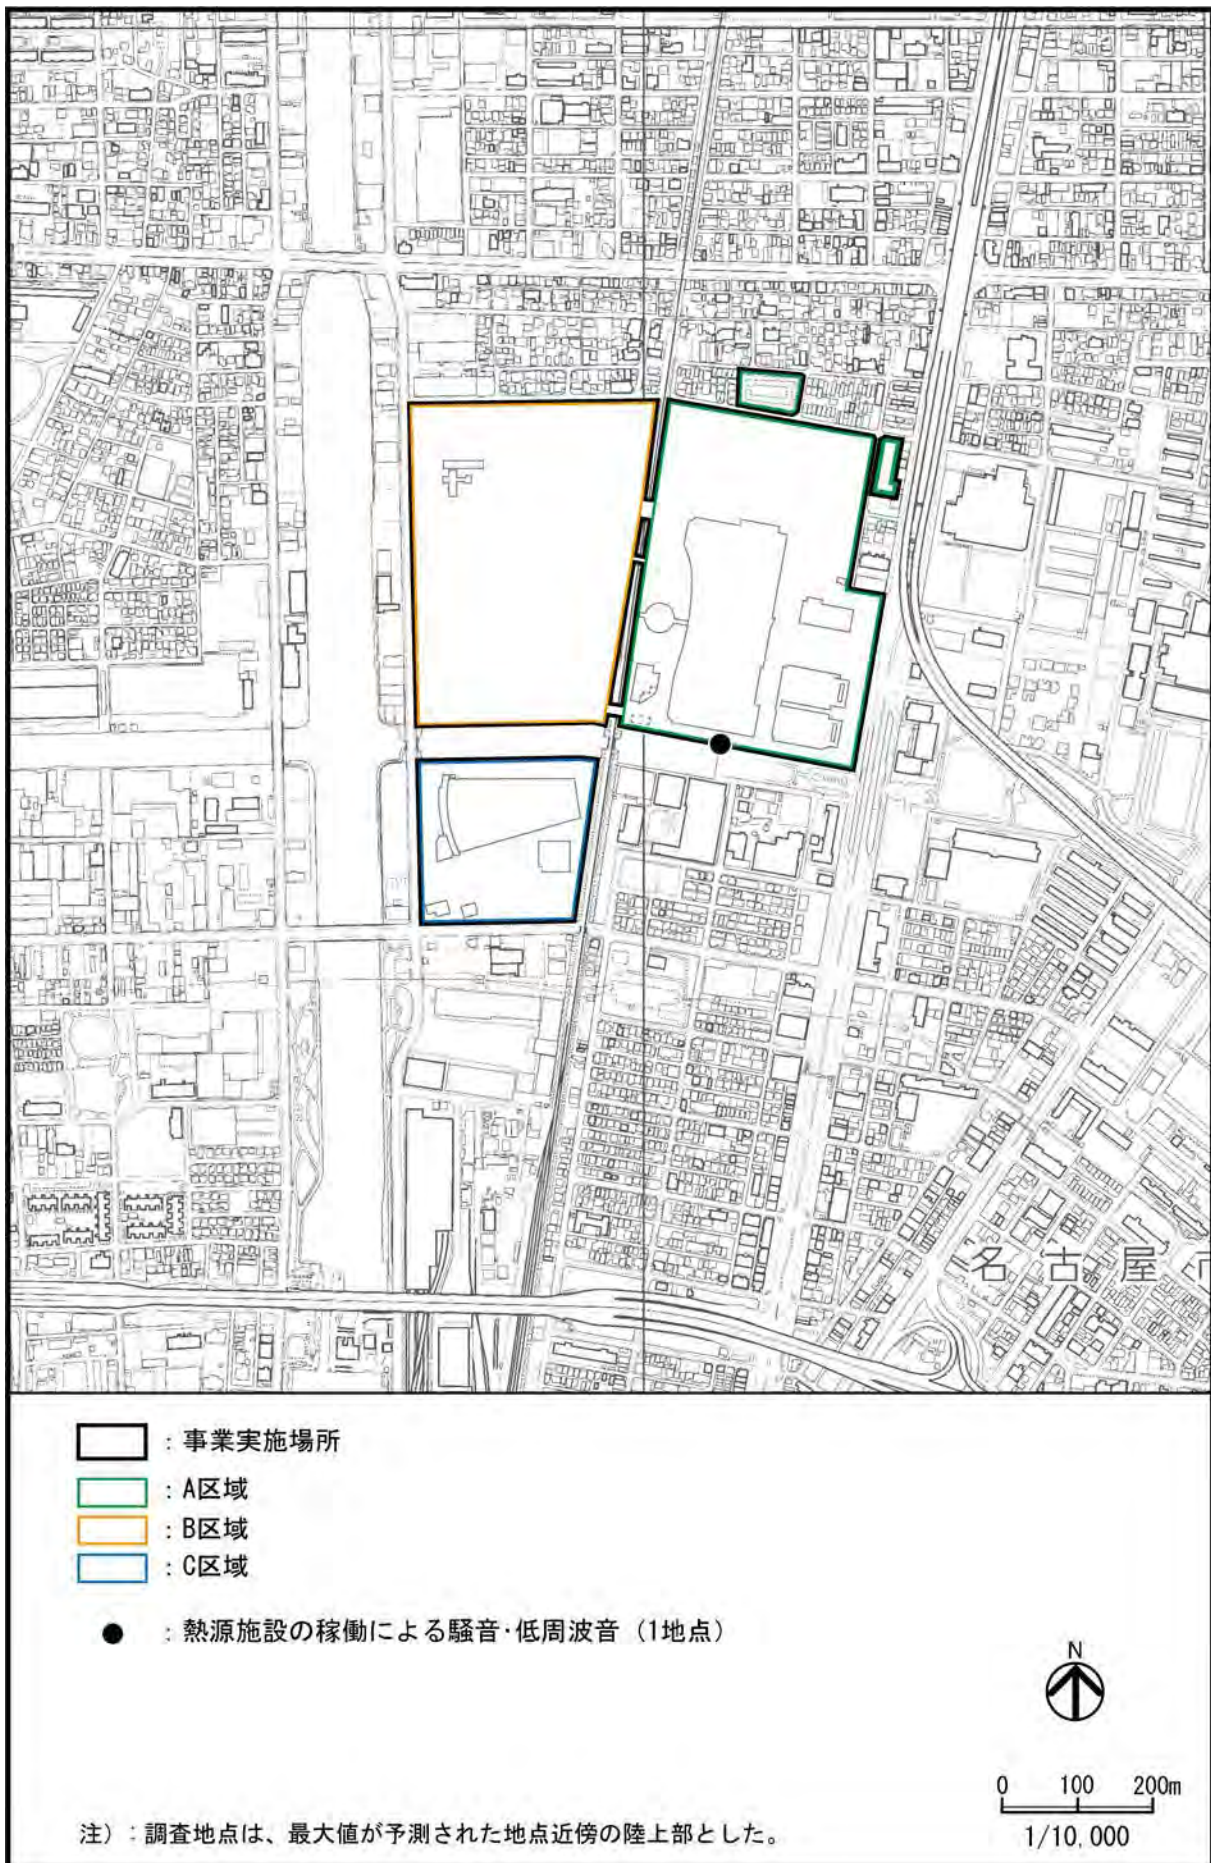 名古屋市
：事業実施場所
：A区域
：B区域
：C区域
：熱源施設の稼働による騒音・低周波音（1地点）
N
0 100 200m
1/10,000
注）：調査地点は、最大値が予測された地点近傍の陸上部とした。